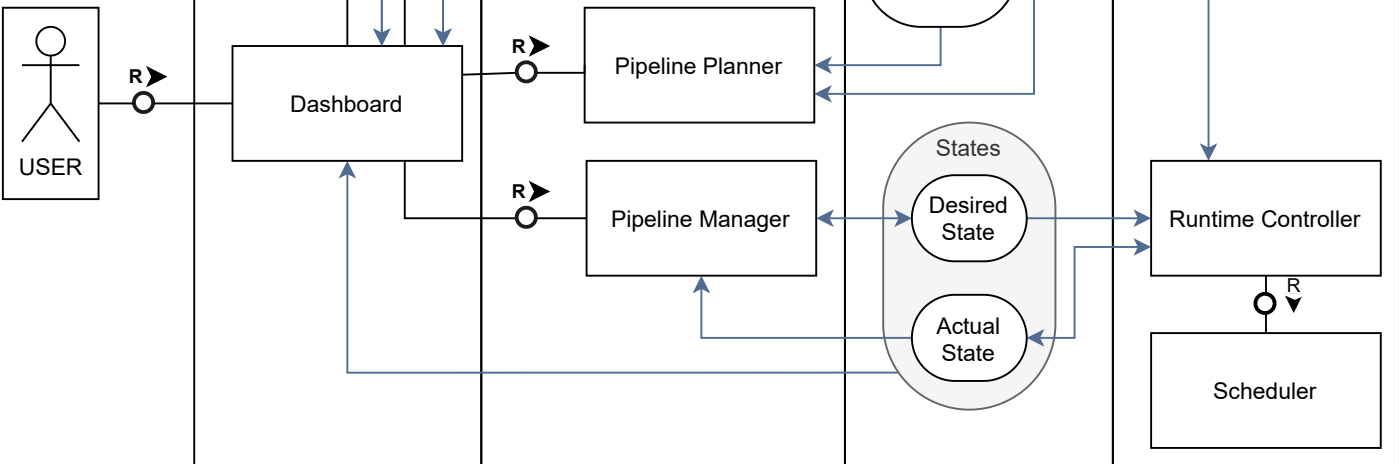 R
USER
Dashboard
R
Pipeline Planner
R
Pipeline Manager
States
Desired
State
Actual
State
Runtime Controller
R
Scheduler